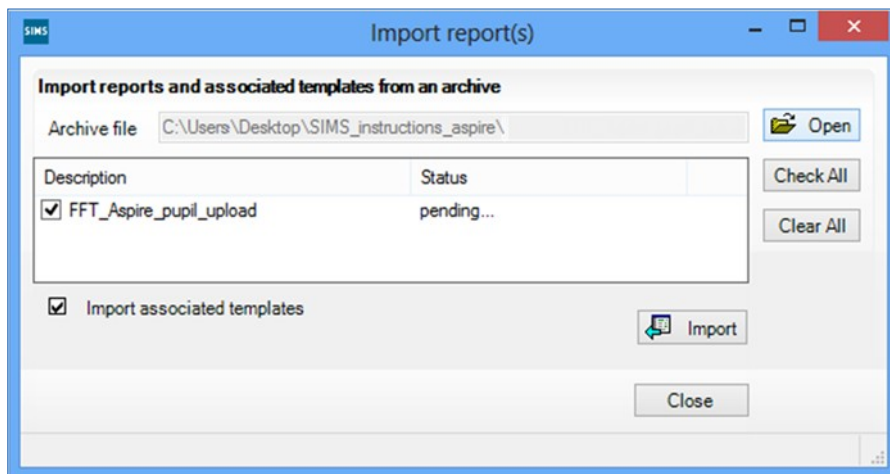 SIMS
Import report(s)
Import reports and associated templates from an archive
Archive file C:\Users\Desktop\SIMS_instructions_aspire\ Open
Description Status Check All
FFT_Aspire_pupil_upload pending...
Clear All
Import associated templates
Import
Close